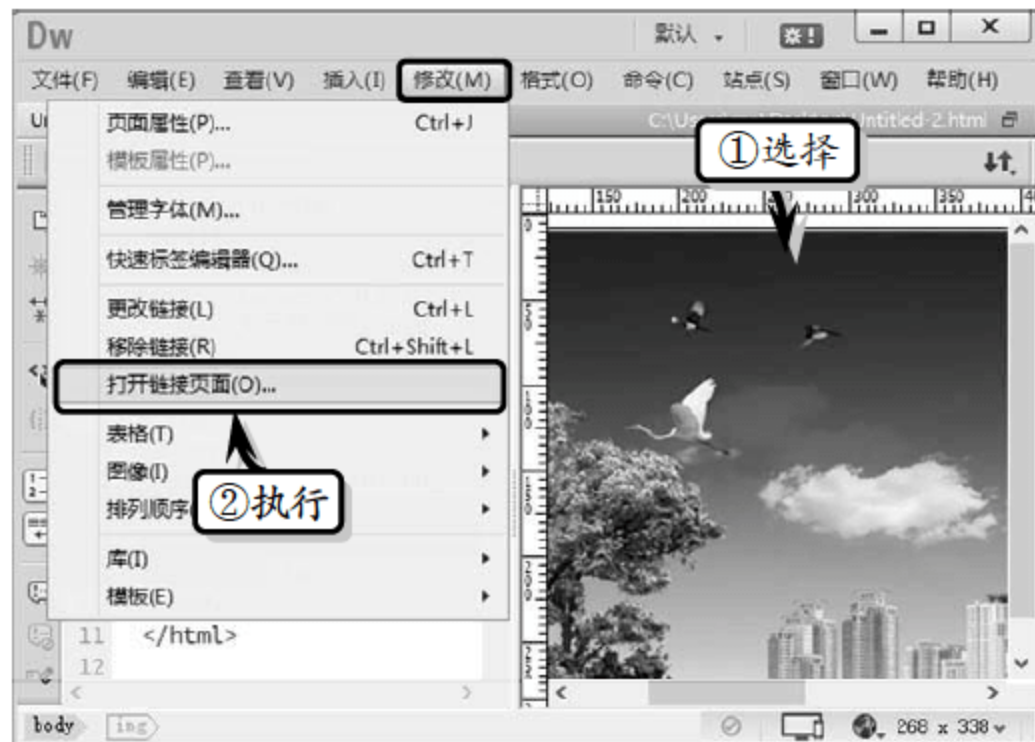 Dw
默认
文件(F) 编辑(E) 查看(V) 插入(I) 修改(M) 格式(O) 命令(C) 站点(S) 窗口(W) 帮助(H)
页面属性(P)... Ctrl+J
模板属性(P)...
①选择
管理字体(M)...
150 200 300 350
快速标签编辑器(Q)... Ctrl+T
更改链接(L) Ctrl+L
移除链接(R) Ctrl+Shift+L
打开链接页面(O)...
表格(T)
图像(I)
排列顺序
②执行
库(I)
模板(E)
11 </html>
12
body img
268 x 338